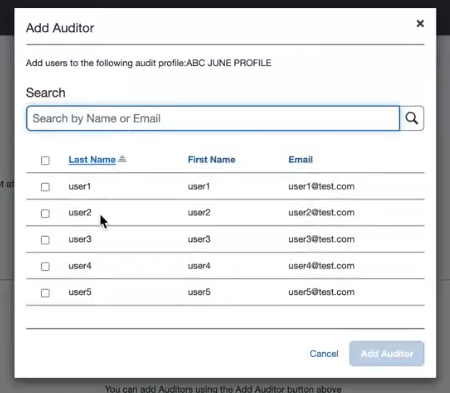 Add Auditor
Add users to the following audit profile:ABC JUNE PROFILE
Search
Search by Name or Email
Last Name First Name Email
user1 user1 user1@test.com
user2 user2 user2@test.com
user3 user3 user3@test.com
user4 user4 user4@test.com
user5 user5 user5@test.com
Cancel Add Auditor
You can add Auditors using the Add Auditor button above